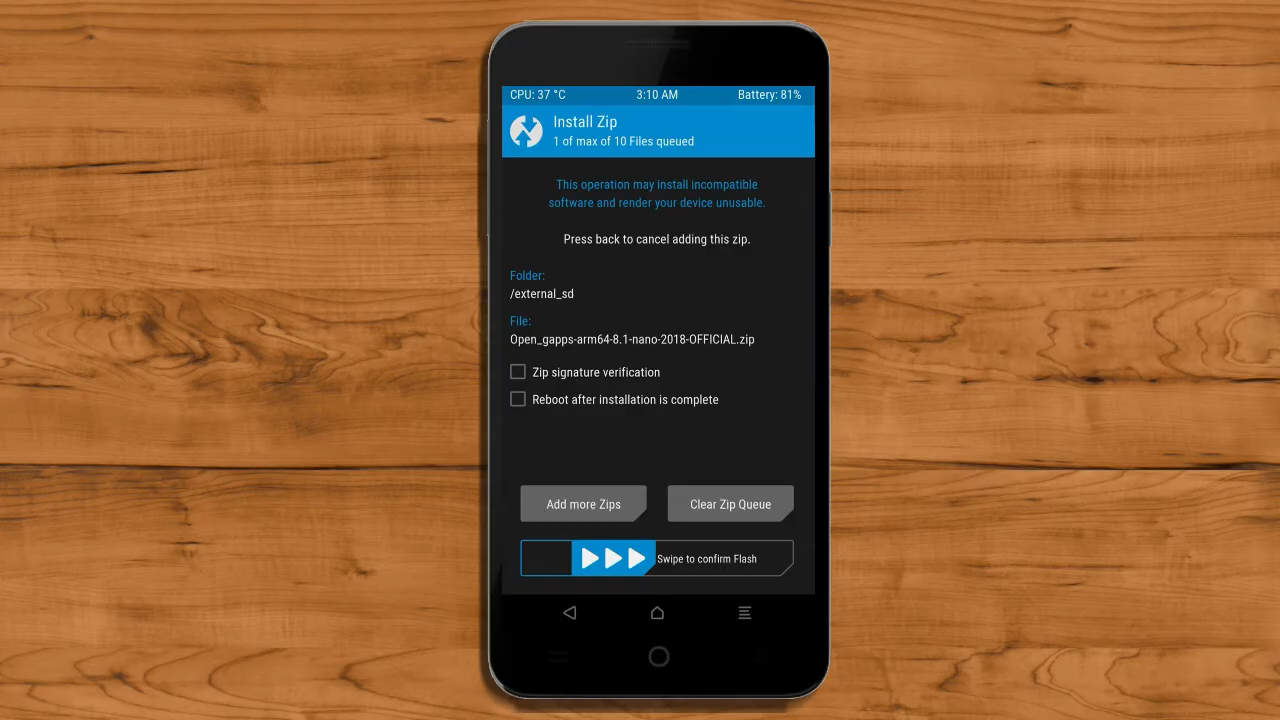 CPU: 37 °C 3:10 AM Battery: 81%
Install Zip
1 of max of 10 Files queued
This operation may install incompatible
software and render your device unusable.
Press back to cancel adding this zip.
Folder:
/external_sd
File:
Open_gapps-arm64-8.1-nano-2018-OFFICIAL.zip
Zip signature verification
Reboot after installation is complete
Add more Zips Clear Zip Queue
Swipe to confirm Flash